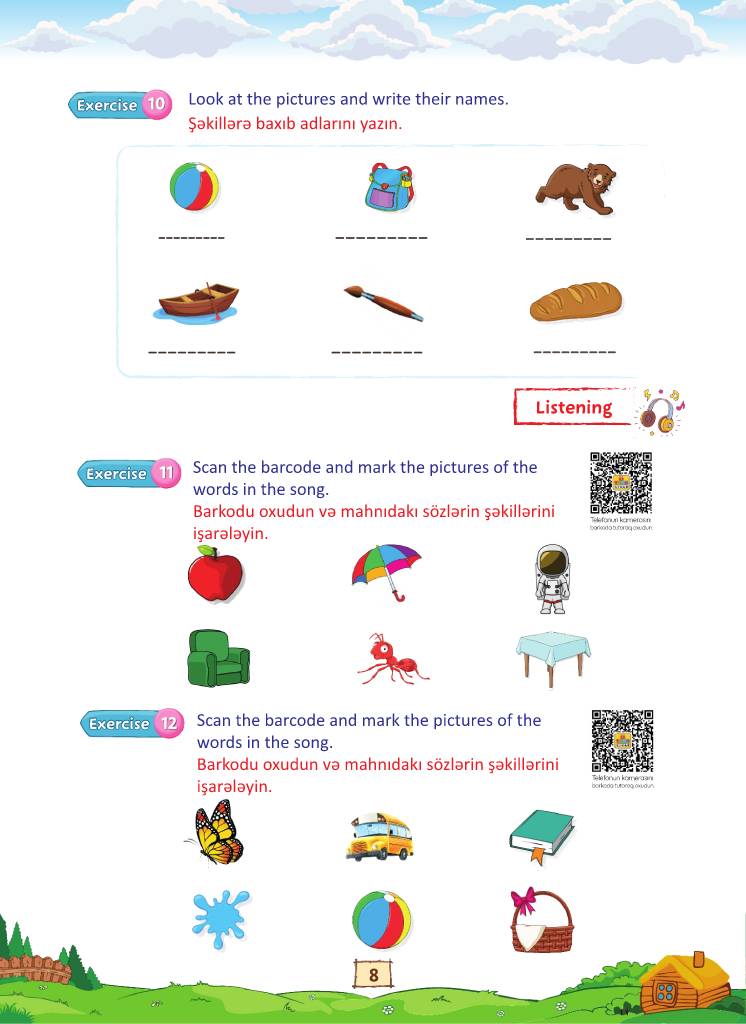 Exercise 10
Look at the pictures and write their names.
Şəkillərə baxıb adlarını yazın.
Listening
Exercise 11
Scan the barcode and mark the pictures of the
words in the song.
Barkodu oxudun və mahnıdakı sözlərin şəkillərini
işarələyin.
Telefonun kamerasını
barkoda tutaraq oxudun.
Exercise 12
Scan the barcode and mark the pictures of the
words in the song.
Barkodu oxudun və mahnıdakı sözlərin şəkillərini
işarələyin.
Telefonun kamerasını
barkoda tutaraq oxudun.
8